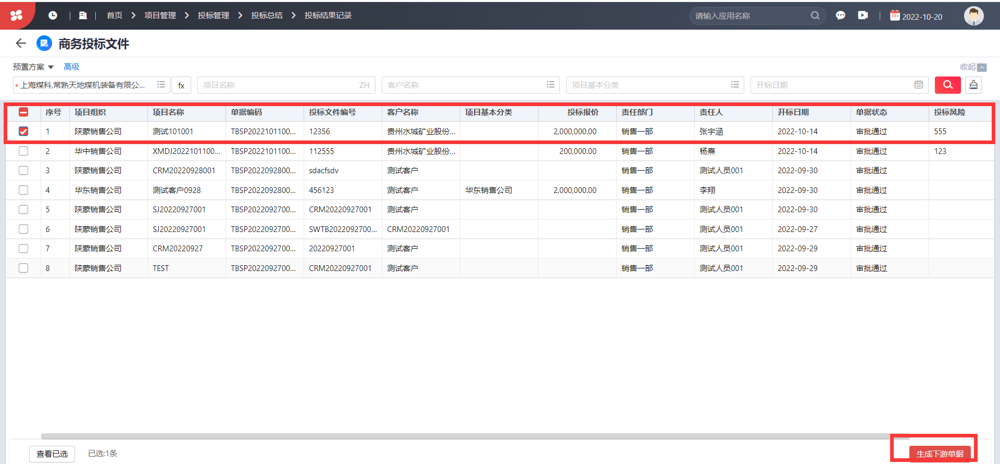 首页 项目管理 投标管理 投标总结 投标结果记录 请输入应用名称 2022-10-20
商务投标文件
预置方案 高级 收起
* 上海煤科,常熟天地煤机装备有限公... fx 项目名称 ZH 客户名称 项目基本分类 开标日期
序号 项目组织 项目名称 单据编码 投标文件编号 客户名称 项目基本分类 投标报价 责任部门 责任人 开标日期 单据状态 投标风险
1 陕蒙销售公司 测试101001 TBSP2022101100... 12356 贵州水城矿业股份... 2,000,000.00 销售一部 张宇涵 2022-10-14 审批通过 555
2 华中销售公司 XMDJ2022101100... TBSP2022101100... 112555 贵州水城矿业股份... 200,000.00 销售一部 杨熹 2022-10-14 审批通过 123
3 陕蒙销售公司 CRM20220928001 TBSP2022092800... sdacfsdv 测试客户 销售一部 测试人员001 2022-09-30 审批通过
4 华东销售公司 测试客户0928 TBSP2022092800... 456123 测试客户 华东销售公司 2,000,000.00 销售一部 李翔 2022-09-30 审批通过
5 陕蒙销售公司 SJ20220927001 TBSP2022092700... CRM20220927001 测试客户 销售一部 测试人员001 2022-09-30 审批通过
6 陕蒙销售公司 SJ20220927001 TBSP2022092700... SWTB2022092700... CRM20220927001 销售一部 测试人员001 2022-09-27 审批通过
7 陕蒙销售公司 CRM20220927 TBSP2022092700... 20220927001 测试客户 销售一部 测试人员001 2022-09-29 审批通过
8 陕蒙销售公司 TEST TBSP2022092700... CRM20220927001 测试客户 销售一部 测试人员001 2022-09-29 审批通过
查看已选 已选:1条 生成下游单据